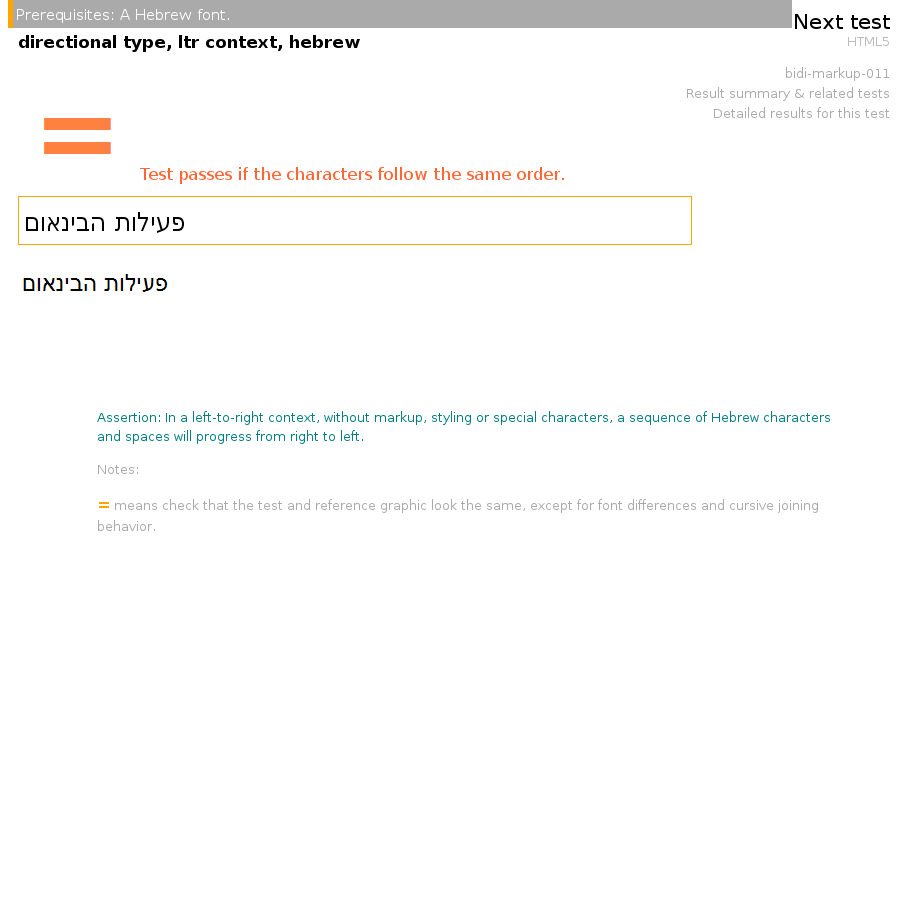 Prerequisites: A Hebrew font.
Next test
directional type, ltr context, hebrew
HTML5
bidi-markup-011
Result summary & related tests
Detailed results for this test
Test passes if the characters follow the same order.
פעילות הבינאום
פעילות הבינאום
Assertion: In a left-to-right context, without markup, styling or special characters, a sequence of Hebrew characters
and spaces will progress from right to left.
Notes:
= means check that the test and reference graphic look the same, except for font differences and cursive joining
behavior.